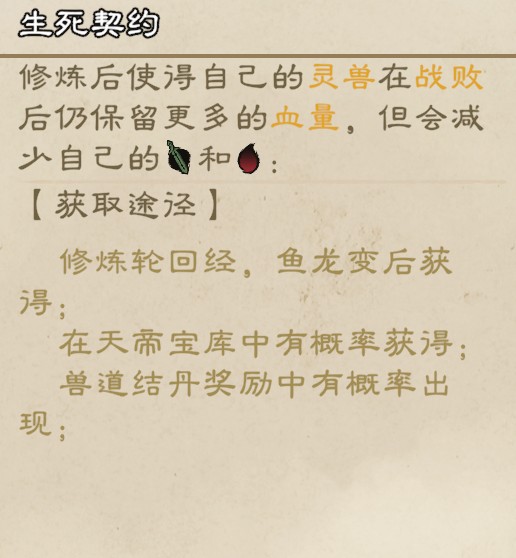 生死契约
修炼后使得自己的灵兽在战败
后仍保留更多的血量，但会减
少自己的和：
【获取途径】
修炼轮回经，鱼龙变后获
得；
在天帝宝库中有概率获得；
兽道结丹奖励中有概率出
现；